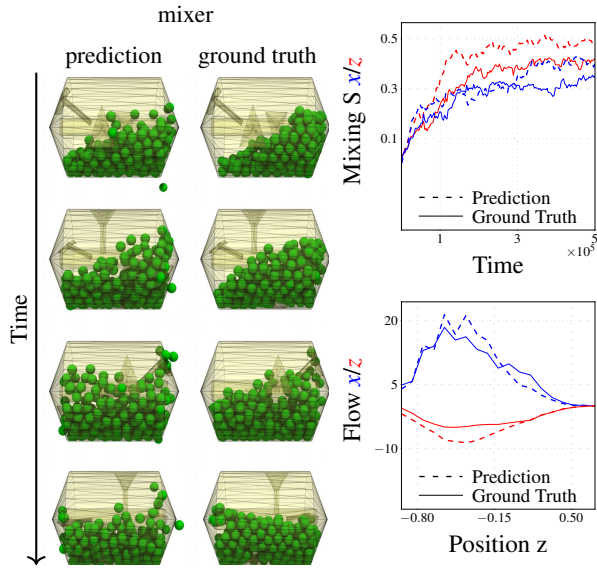 mixer
prediction
ground truth
Time
Mixing S x/z
0.5
0.3
0.1
Prediction
Ground Truth
1
3
5
×10⁵
Time
Flow x/z
20
5
−10
Prediction
Ground Truth
−0.80
−0.15
0.50
Position z